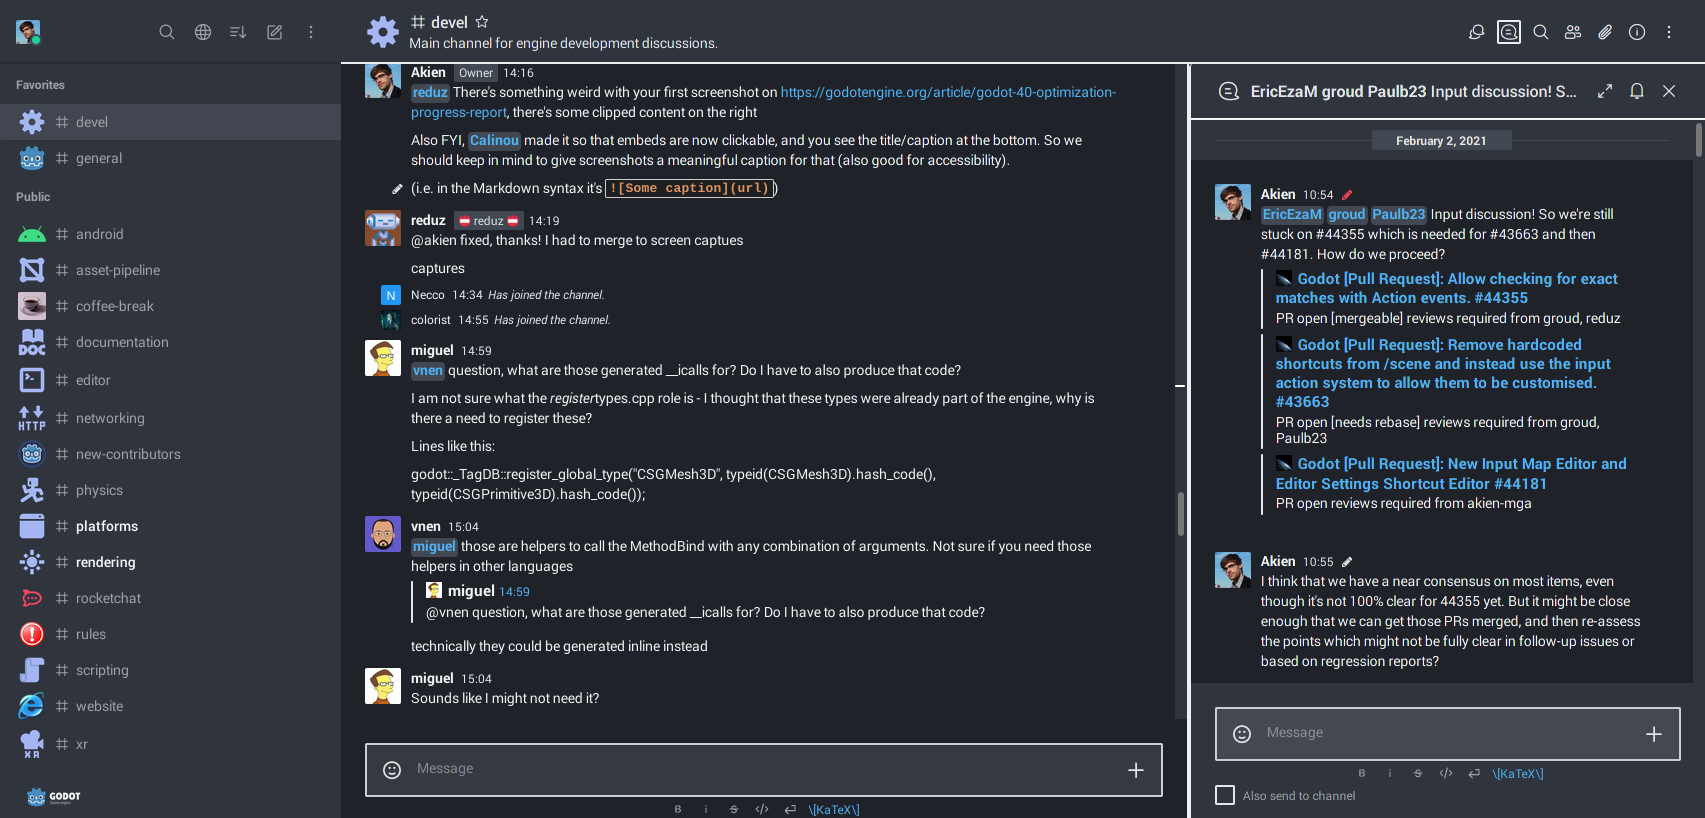 Favorites
devel
general
Public
android
asset-pipeline
coffee-break
DOC
documentation
editor
HTTP
networking
new-contributors
physics
platforms
rendering
rocketchat
rules
scripting
website
XR
xr
GODOT
devel
Main channel for engine development discussions.
Akien Owner 14:16
reduz There's something weird with your first screenshot on https://godotengine.org/article/godot-40-optimization-
progress-report, there's some clipped content on the right
Also FYI, Calinou made it so that embeds are now clickable, and you see the title/caption at the bottom. So we
should keep in mind to give screenshots a meaningful caption for that (also good for accessibility).
(i.e. in the Markdown syntax it's ![Some caption](url))
reduz reduz 14:19
@akien fixed, thanks! I had to merge to screen captues
captures
N Necco 14:34 Has joined the channel.
colorist 14:55 Has joined the channel.
miguel 14:59
vnen question, what are those generated __icalls for? Do I have to also produce that code?
I am not sure what the registertypes.cpp role is - I thought that these types were already part of the engine, why is
there a need to register these?
Lines like this:
godot::_TagDB::register_global_type("CSGMesh3D", typeid(CSGMesh3D).hash_code(),
typeid(CSGPrimitive3D).hash_code());
vnen 15:04
miguel those are helpers to call the MethodBind with any combination of arguments. Not sure if you need those
helpers in other languages
miguel 14:59
@vnen question, what are those generated __icalls for? Do I have to also produce that code?
technically they could be generated inline instead
miguel 15:04
Sounds like I might not need it?
Message
B i S </> \[KaTeX\]
EricEzaM groud Paulb23 Input discussion! S...
February 2, 2021
Akien 10:54
EricEzaM groud Paulb23 Input discussion! So we're still
stuck on #44355 which is needed for #43663 and then
#44181. How do we proceed?
Godot [Pull Request]: Allow checking for exact
matches with Action events. #44355
PR open [mergeable] reviews required from groud, reduz
Godot [Pull Request]: Remove hardcoded
shortcuts from /scene and instead use the input
action system to allow them to be customised.
#43663
PR open [needs rebase] reviews required from groud,
Paulb23
Godot [Pull Request]: New Input Map Editor and
Editor Settings Shortcut Editor #44181
PR open reviews required from akien-mga
Akien 10:55
I think that we have a near consensus on most items, even
though it's not 100% clear for 44355 yet. But it might be close
enough that we can get those PRs merged, and then re-assess
the points which might not be fully clear in follow-up issues or
based on regression reports?
Message
B i S </> \[KaTeX\]
Also send to channel